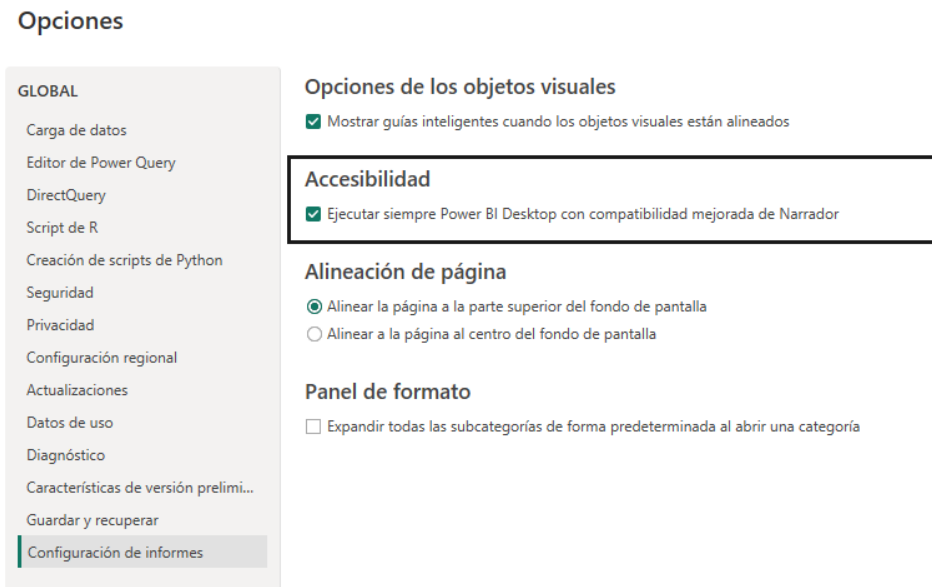 Opciones
GLOBAL
Carga de datos
Editor de Power Query
DirectQuery
Script de R
Creación de scripts de Python
Seguridad
Privacidad
Configuración regional
Actualizaciones
Datos de uso
Diagnóstico
Características de versión prelimi...
Guardar y recuperar
Configuración de informes
Opciones de los objetos visuales
Mostrar guías inteligentes cuando los objetos visuales están alineados
Accesibilidad
Ejecutar siempre Power BI Desktop con compatibilidad mejorada de Narrador
Alineación de página
Alinear la página a la parte superior del fondo de pantalla
Alinear a la página al centro del fondo de pantalla
Panel de formato
Expandir todas las subcategorías de forma predeterminada al abrir una categoría